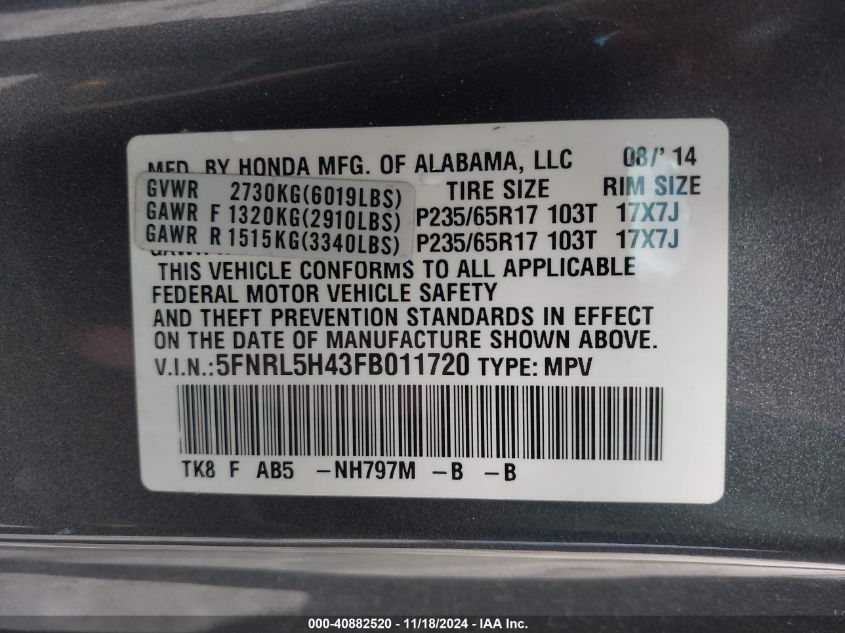 MFD. BY HONDA MFG. OF ALABAMA, LLC 08/' 14
GVWR 2730KG(6019LBS) TIRE SIZE RIM SIZE
GAWR F 1320KG(2910LBS) P235/65R17 103T 17X7J
GAWR R 1515KG(3340LBS) P235/65R17 103T 17X7J
THIS VEHICLE CONFORMS TO ALL APPLICABLE
FEDERAL MOTOR VEHICLE SAFETY
AND THEFT PREVENTION STANDARDS IN EFFECT
ON THE DATE OF MANUFACTURE SHOWN ABOVE.
V.I.N.:5FNRL5H43FB011720 TYPE: MPV
TK8 F AB5 -NH797M -B -B
000-40882520 - 11/18/2024 - IAA Inc.